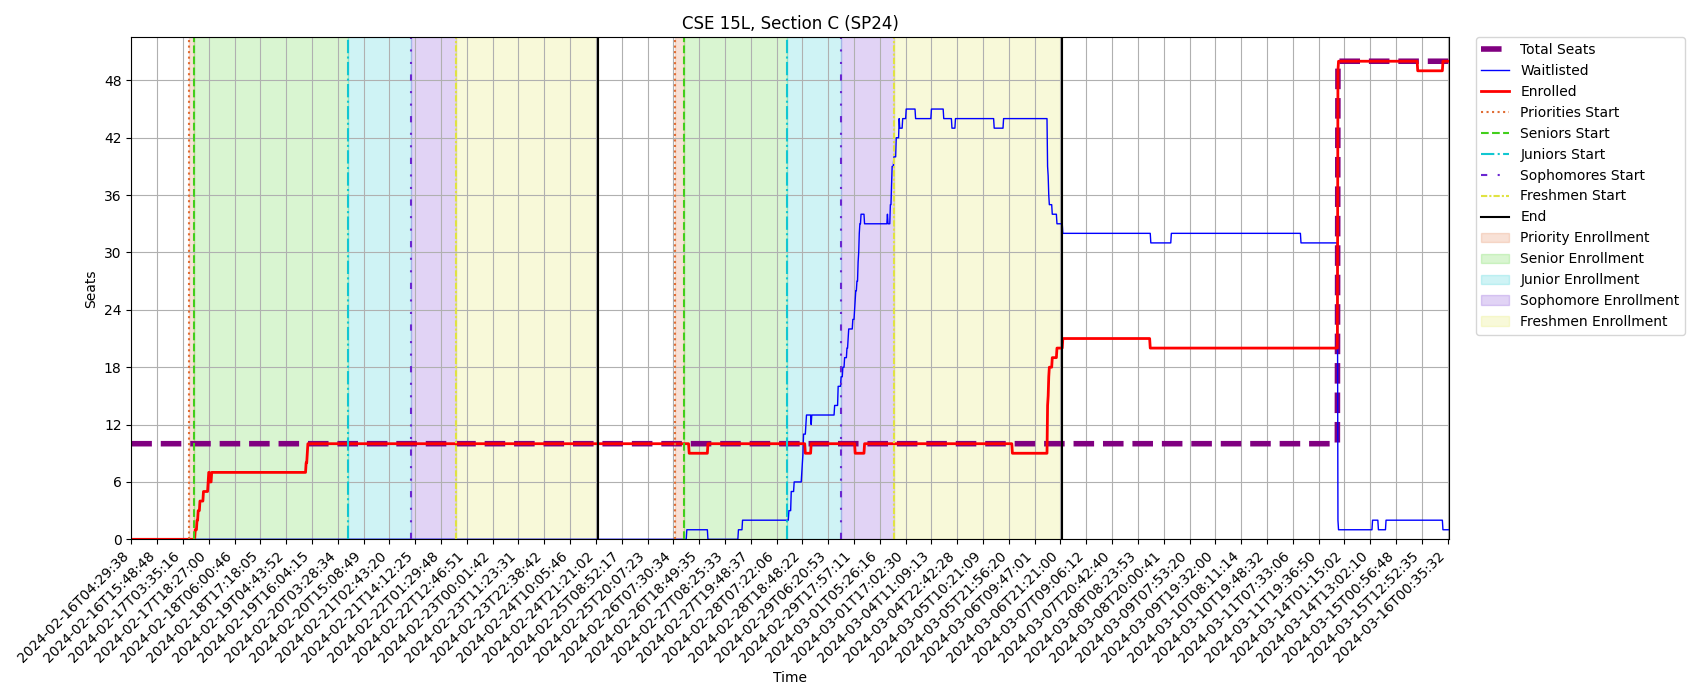 CSE 15L, Section C (SP24)
Seats
48
42
36
30
24
18
12
6
0
2024-02-16T04:29:38
2024-02-16T15:48:48
2024-02-17T03:35:16
2024-02-17T18:27:00
2024-02-18T06:00:46
2024-02-18T17:18:05
2024-02-19T04:43:52
2024-02-19T16:04:15
2024-02-20T03:28:34
2024-02-20T15:08:49
2024-02-21T02:43:20
2024-02-21T14:12:25
2024-02-22T01:29:48
2024-02-22T12:46:51
2024-02-23T00:01:42
2024-02-23T11:23:31
2024-02-23T22:38:42
2024-02-24T10:05:46
2024-02-24T21:21:02
2024-02-25T08:52:17
2024-02-25T20:07:23
2024-02-26T07:30:34
2024-02-26T18:49:35
2024-02-27T08:25:33
2024-02-27T19:48:37
2024-02-28T07:22:06
2024-02-28T18:48:22
2024-02-29T06:20:53
2024-02-29T17:57:11
2024-03-01T05:26:16
2024-03-01T17:02:30
2024-03-04T11:09:13
2024-03-04T22:42:28
2024-03-05T10:21:09
2024-03-05T21:56:20
2024-03-06T09:47:01
2024-03-06T21:21:00
2024-03-07T09:06:12
2024-03-07T20:42:40
2024-03-08T08:23:53
2024-03-08T20:00:41
2024-03-09T07:53:20
2024-03-09T19:32:00
2024-03-10T08:11:14
2024-03-10T19:48:32
2024-03-11T07:33:06
2024-03-11T19:36:50
2024-03-14T01:15:02
2024-03-14T13:02:16
2024-03-15T00:56:48
2024-03-15T12:52:35
2024-03-16T00:35:32
Time
Total Seats
Waitlisted
Enrolled
Priorities Start
Seniors Start
Juniors Start
Sophomores Start
Freshmen Start
End
Priority Enrollment
Senior Enrollment
Junior Enrollment
Sophomore Enrollment
Freshmen Enrollment